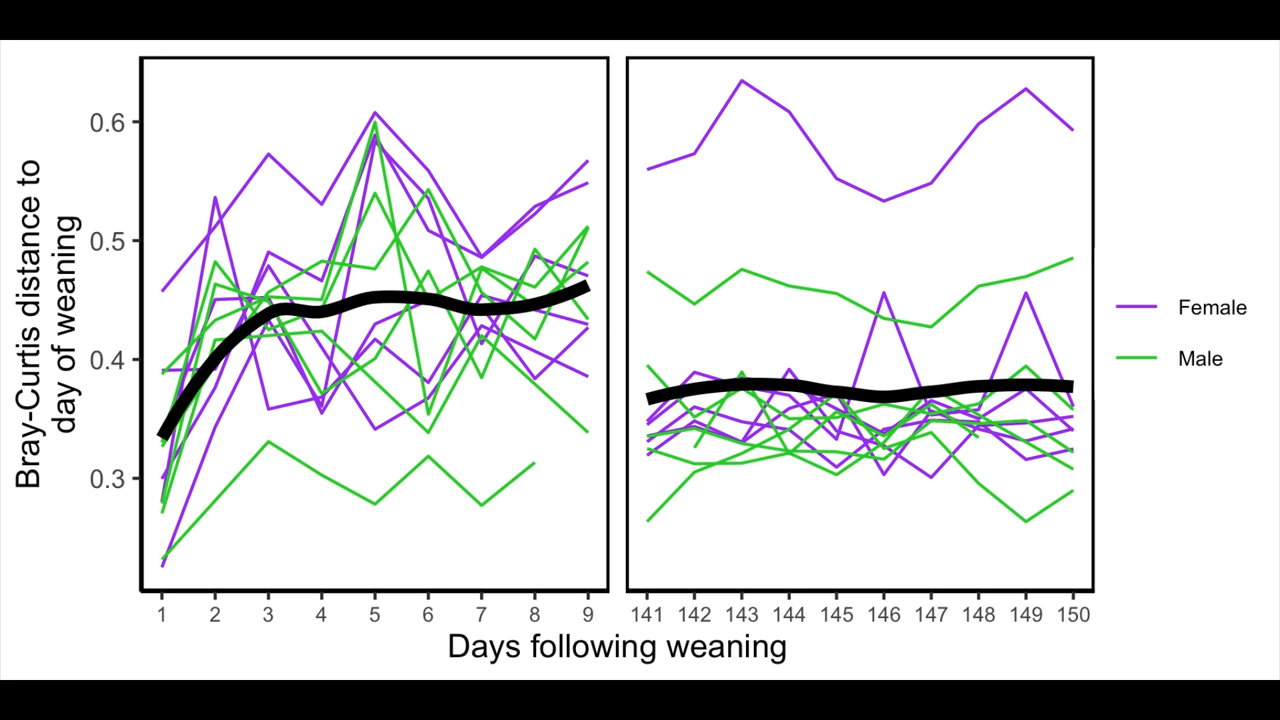 Bray-Curtis distance to
day of weaning
0.6
0.5
0.4
0.3
1 2 3 4 5 6 7 8 9
141 142 143 144 145 146 147 148 149 150
Days following weaning
Female
Male